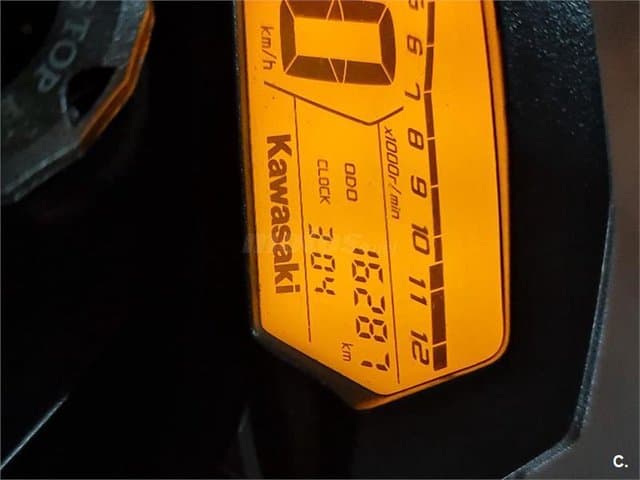 STOP
5 6 7 8 9 10 11 12
x1000r/min
0
km/h
ODO 16287 km
CLOCK 3:04
Kawasaki
C.